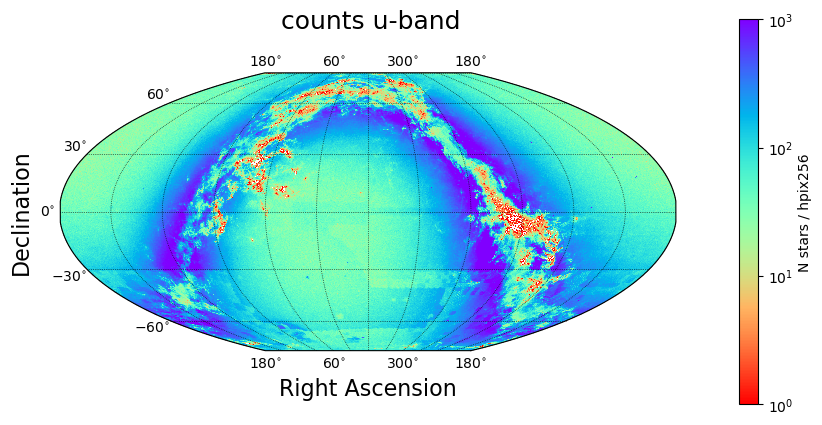 counts u-band
180° 60° 300° 180°
60°
30°
0°
−30°
−60°
180° 60° 300° 180°
Right Ascension
Declination
10³
10²
10¹
10⁰
N stars / hpix256